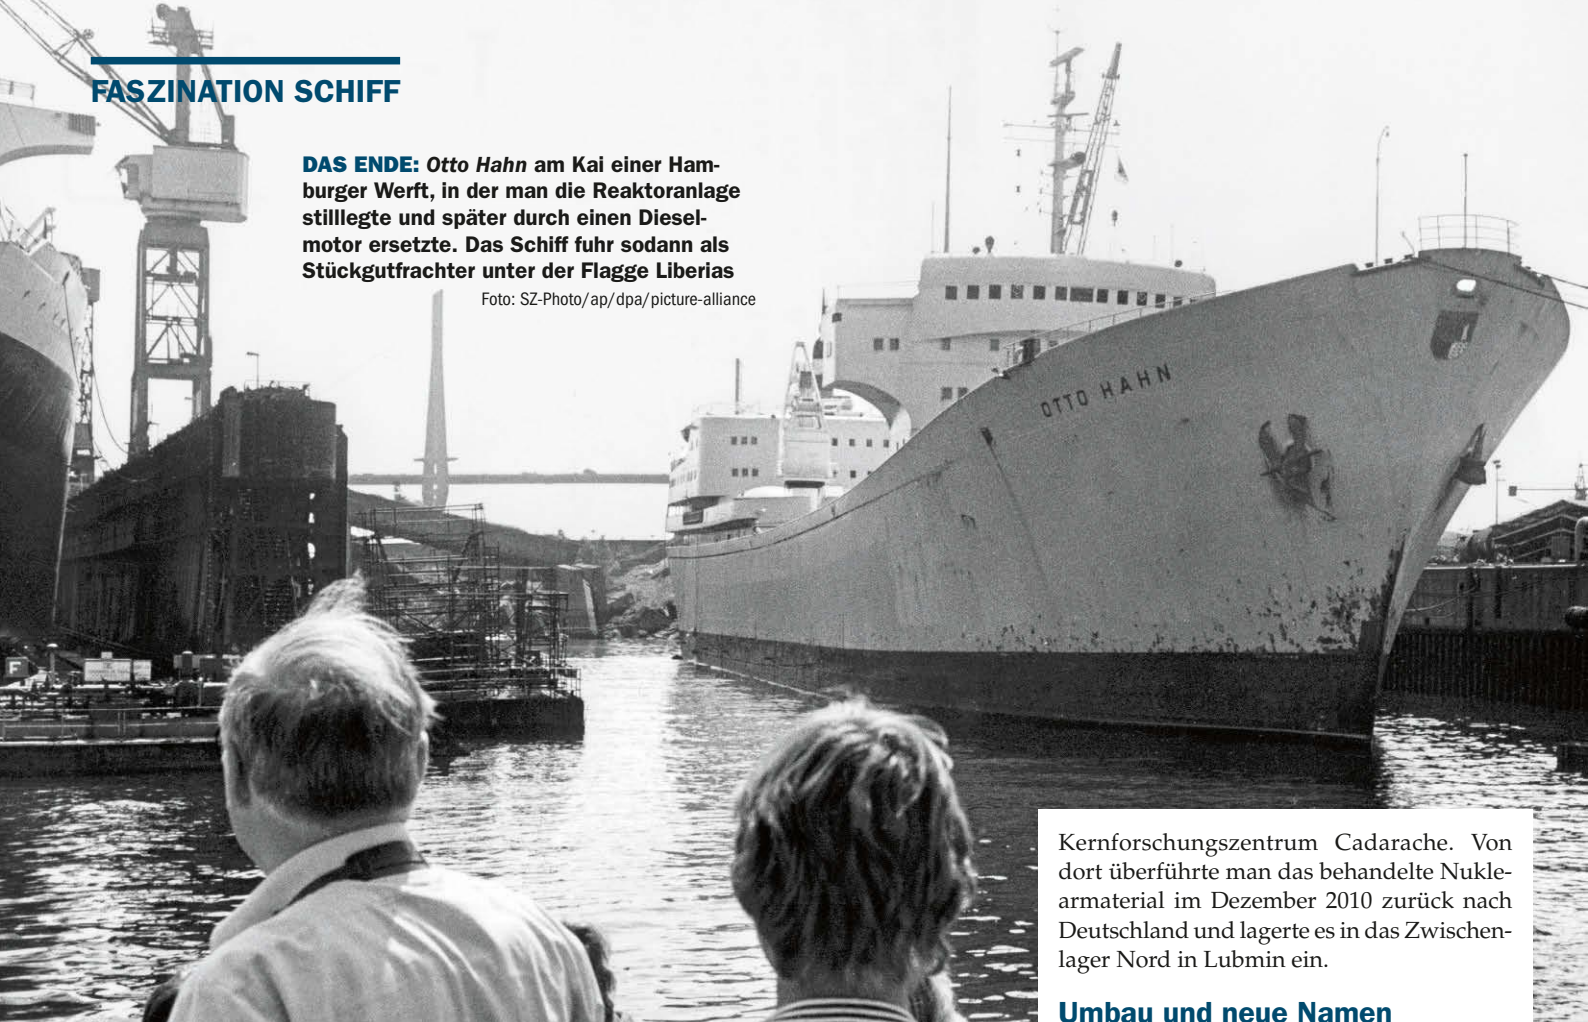 FASZINATION SCHIFF
DAS ENDE: Otto Hahn am Kai einer Ham-
burger Werft, in der man die Reaktoranlage
stilllegte und später durch einen Diesel-
motor ersetzte. Das Schiff fuhr sodann als
Stückgutfrachter unter der Flagge Liberias
Foto: SZ-Photo/ap/dpa/picture-alliance
OTTO HAHN
F
Kernforschungszentrum Cadarache. Von
dort überführte man das behandelte Nukle-
armaterial im Dezember 2010 zurück nach
Deutschland und lagerte es in das Zwischen-
lager Nord in Lubmin ein.
Umbau und neue Namen